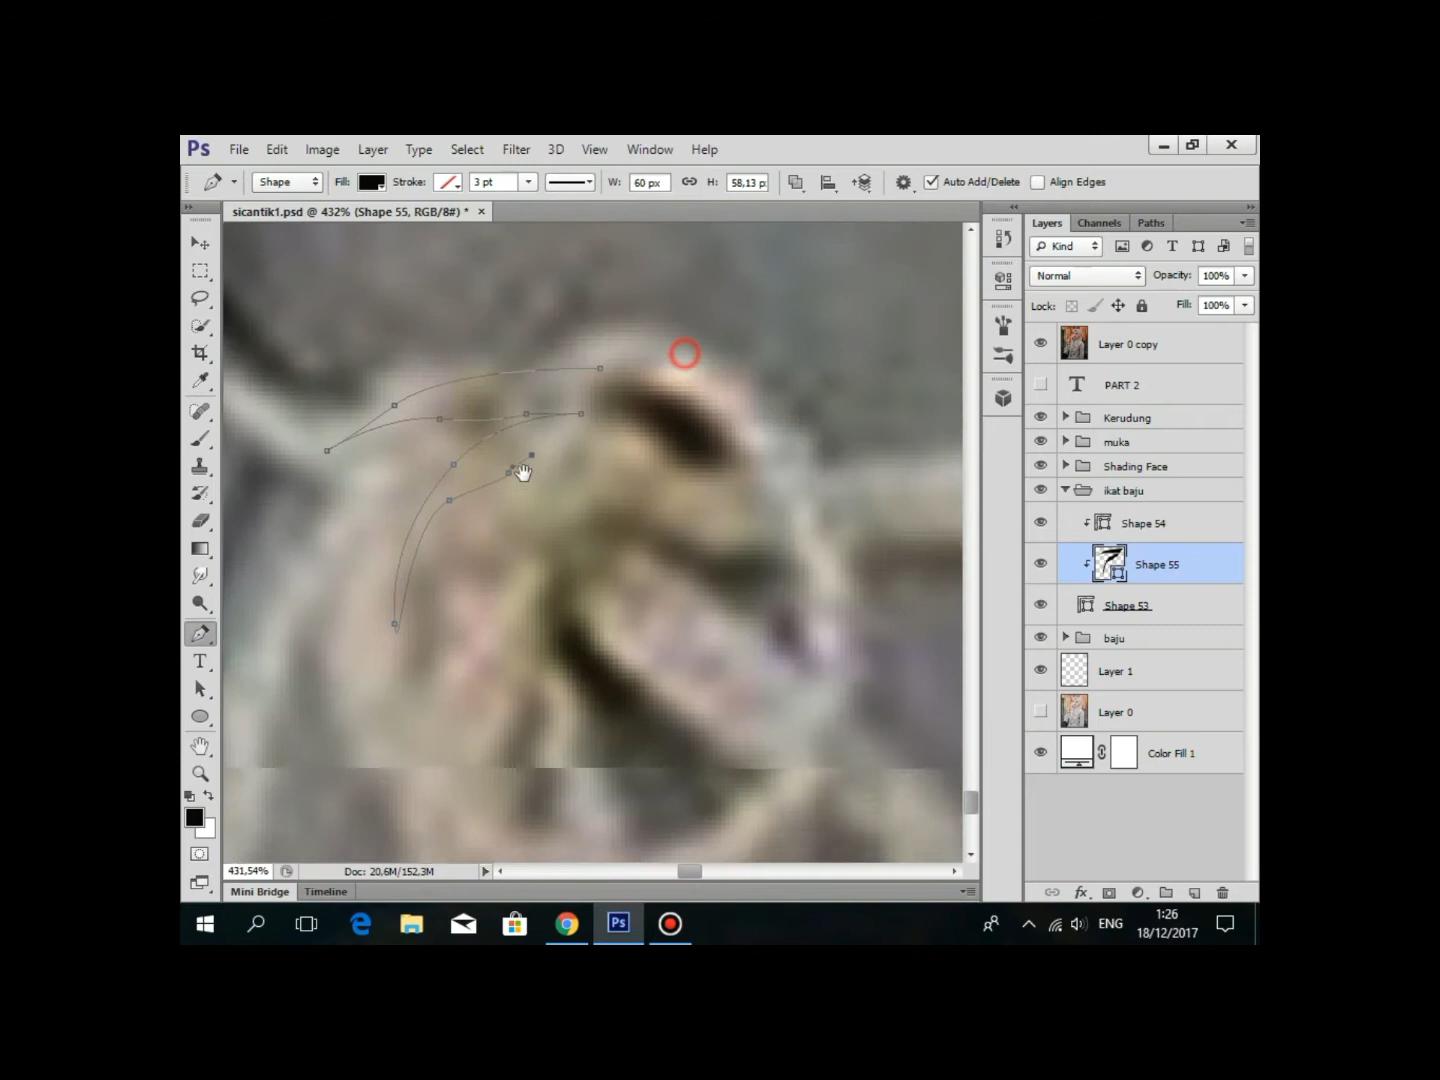 Ps File Edit Image Layer Type Select Filter 3D View Window Help
Shape Fill: Stroke: 3 pt W: 60 px H: 58,13 p Auto Add/Delete Align Edges
sicantik1.psd @ 432% (Shape 55, RGB/8#) * ×
Layers Channels Paths
Kind
Normal Opacity: 100%
Lock: Fill: 100%
Layer 0 copy
T PART 2
Kerudung
muka
Shading Face
ikat baju
Shape 54
Shape 55
Shape 53
baju
Layer 1
Layer 0
Color Fill 1
431,54% Doc: 20,6M/152,3M
Mini Bridge Timeline
fx
Ps ENG 1:26
18/12/2017